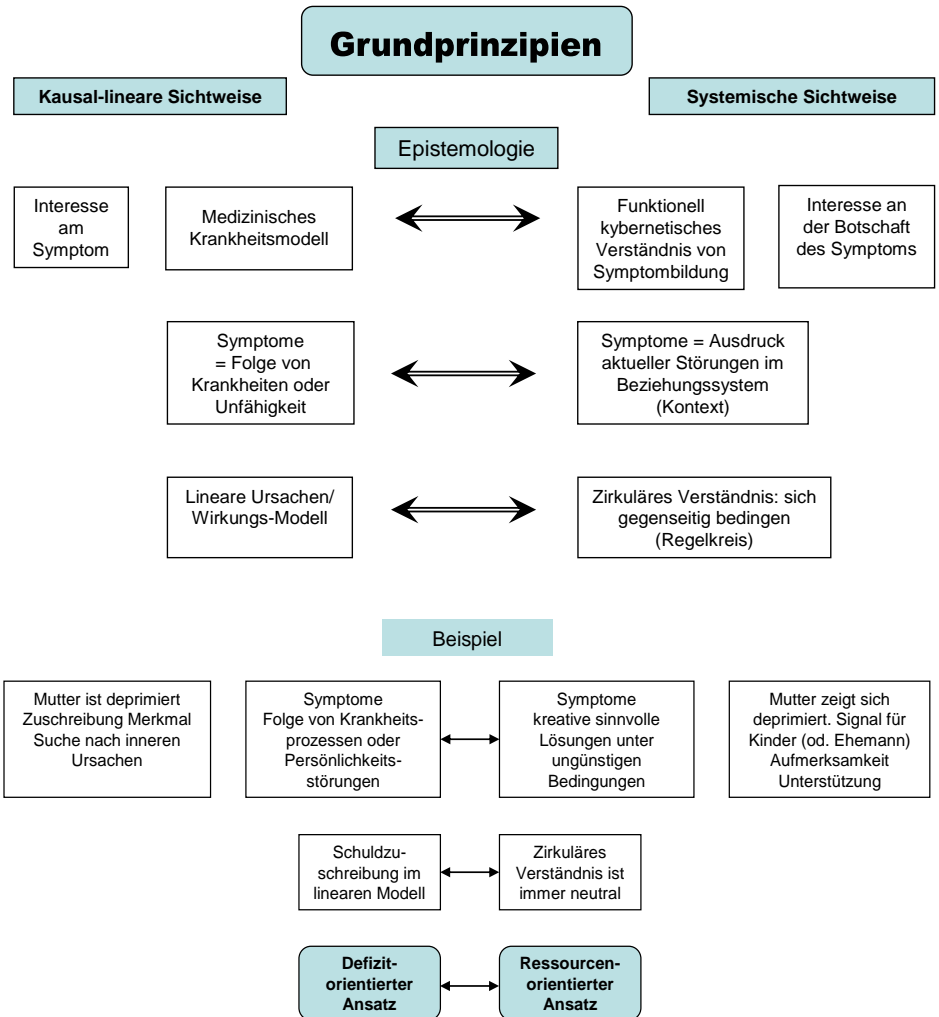 Grundprinzipien
Kausal-lineare Sichtweise
Systemische Sichtweise
Epistemologie
Interesse
am
Symptom
Medizinisches
Krankheitsmodell
Funktionell
kybernetisches
Verständnis von
Symptombildung
Interesse an
der Botschaft
des Symptoms
Symptome
= Folge von
Krankheiten oder
Unfähigkeit
Symptome = Ausdruck
aktueller Störungen im
Beziehungssystem
(Kontext)
Lineare Ursachen/
Wirkungs-Modell
Zirkuläres Verständnis: sich
gegenseitig bedingen
(Regelkreis)
Beispiel
Mutter ist deprimiert
Zuschreibung Merkmal
Suche nach inneren
Ursachen
Symptome
Folge von Krankheits-
prozessen oder
Persönlichkeits-
störungen
Symptome
kreative sinnvolle
Lösungen unter
ungünstigen
Bedingungen
Mutter zeigt sich
deprimiert. Signal für
Kinder (od. Ehemann)
Aufmerksamkeit
Unterstützung
Schuldzu-
schreibung im
linearen Modell
Zirkuläres
Verständnis ist
immer neutral
Defizit-
orientierter
Ansatz
Ressourcen-
orientierter
Ansatz